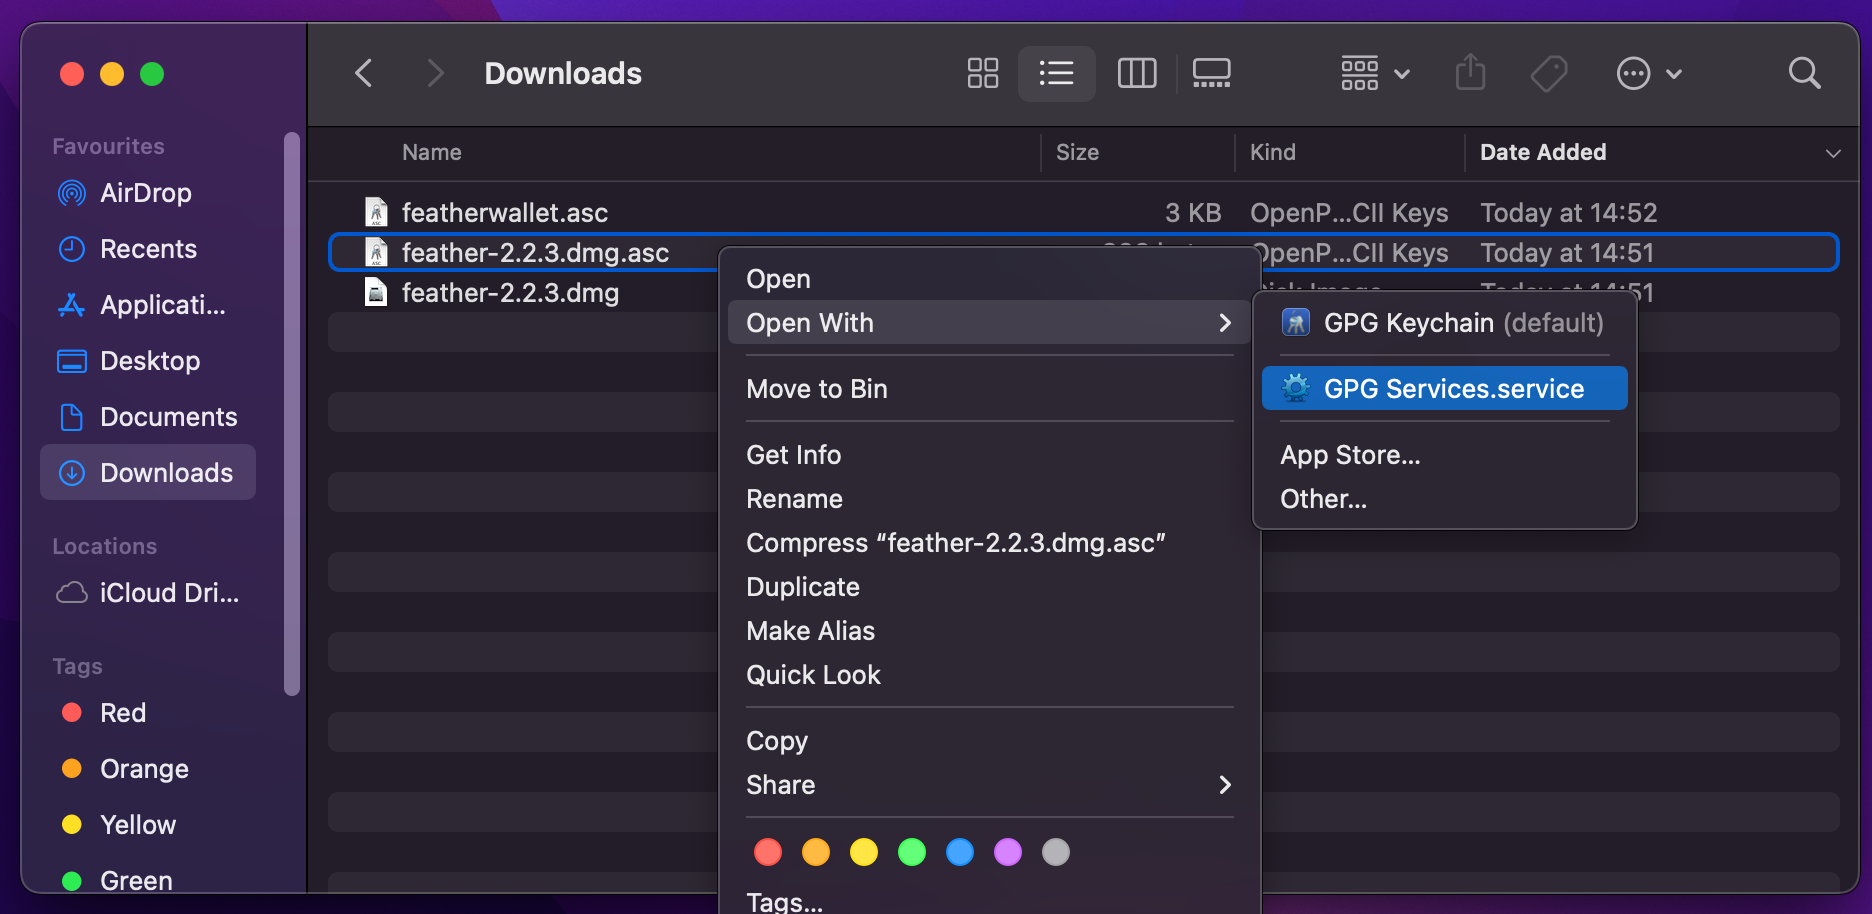 Downloads
Favourites
AirDrop
Recents
Applicati...
Desktop
Documents
Downloads
Locations
iCloud Dri...
Tags
Red
Orange
Yellow
Green
Name Size Kind Date Added
featherwallet.asc 3 KB OpenP...CII Keys Today at 14:52
feather-2.2.3.dmg.asc OpenP...CII Keys Today at 14:51
feather-2.2.3.dmg
Open
Open With
Move to Bin
Get Info
Rename
Compress “feather-2.2.3.dmg.asc”
Duplicate
Make Alias
Quick Look
Copy
Share
Tags...
GPG Keychain (default)
GPG Services.service
App Store...
Other...